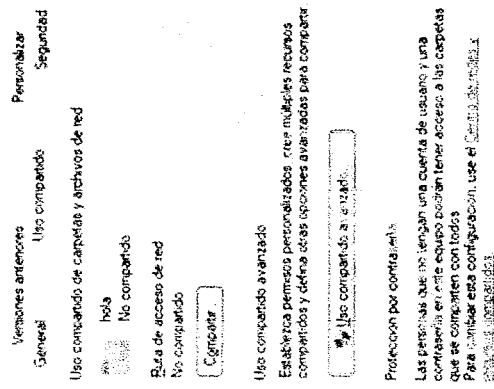 Versiones anteriores Personalizar
General Uso compartido Seguridad
Uso compartido de carpetas y archivos de red
hola
No compartido
Ruta de acceso de red
No compartido
Compartir
Uso compartido avanzado
Establezca permisos personalizados, cree múltiples recursos
compartidos y defina otras opciones avanzadas para compartir
Uso compartido avanzado
Protección por contraseña
Las personas que no tengan una cuenta de usuario y una
contraseña en este equipo podrán tener acceso a las carpetas
que se comparten con todos
Para cambiar esta configuración, use el Centro de redes y
recursos compartidos